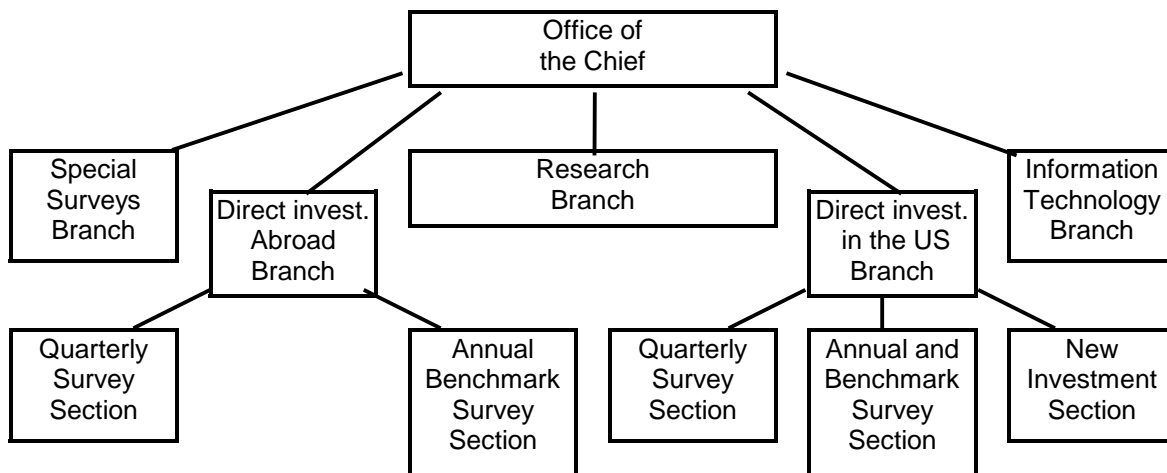 Office of
the Chief
Special
Surveys
Branch
Direct invest.
Abroad
Branch
Research
Branch
Direct invest.
in the US
Branch
Information
Technology
Branch
Quarterly
Survey
Section
Annual
Benchmark
Survey
Section
Quarterly
Survey
Section
Annual and
Benchmark
Survey
Section
New
Investment
Section